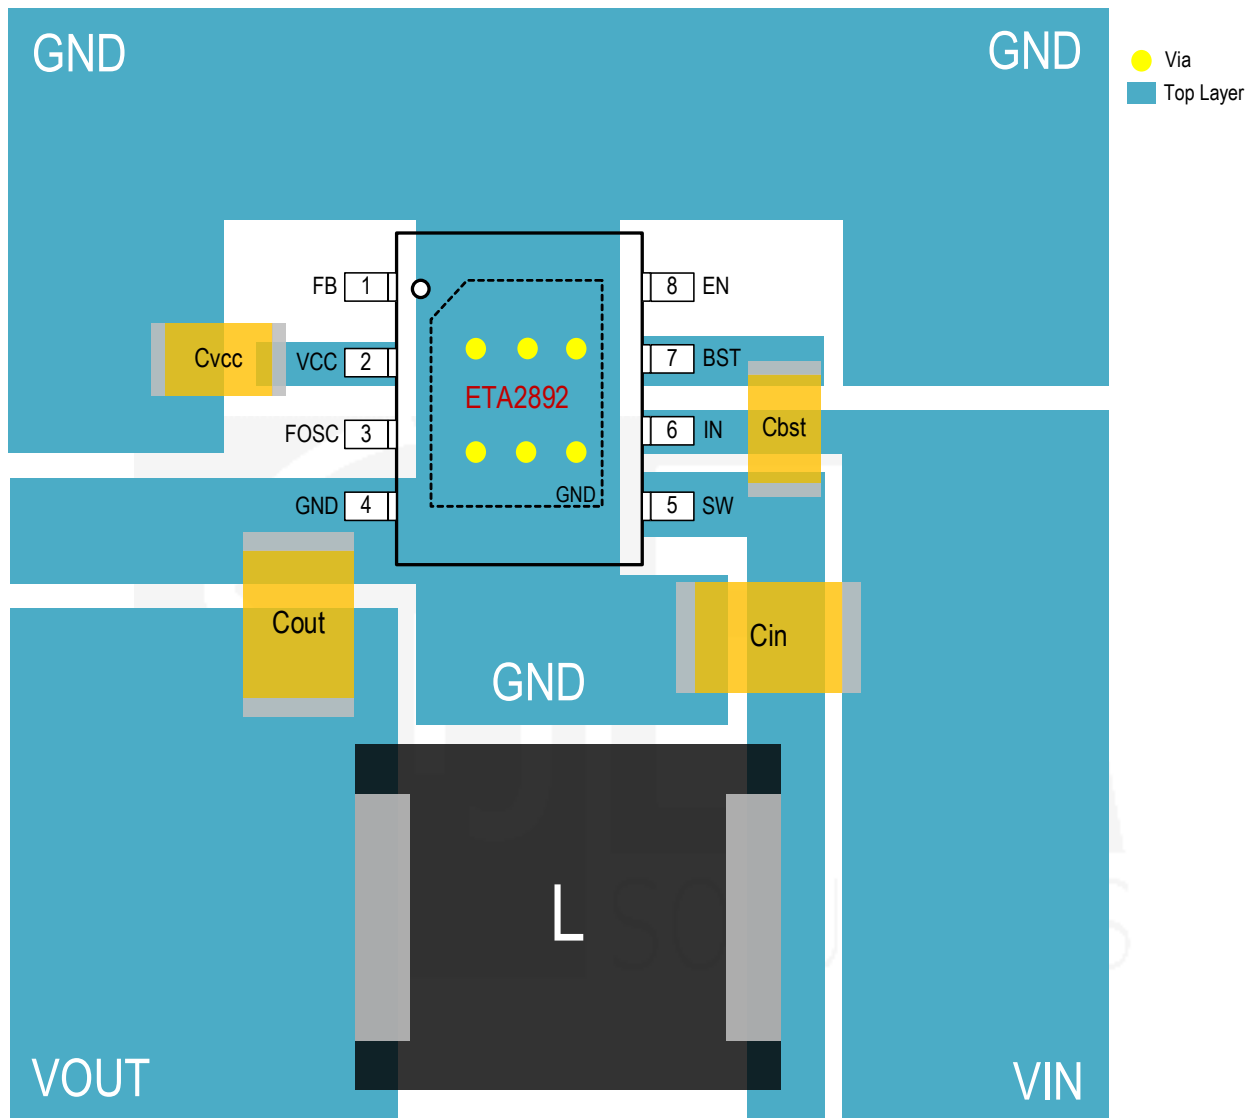 GND
GND
Via
Top Layer
FB 1
8 EN
Cvcc
VCC 2
7 BST
ETA2892
FOSC 3
6 IN
Cbst
GND 4
GND
5 SW
Cout
Cin
GND
L
VOUT
VIN